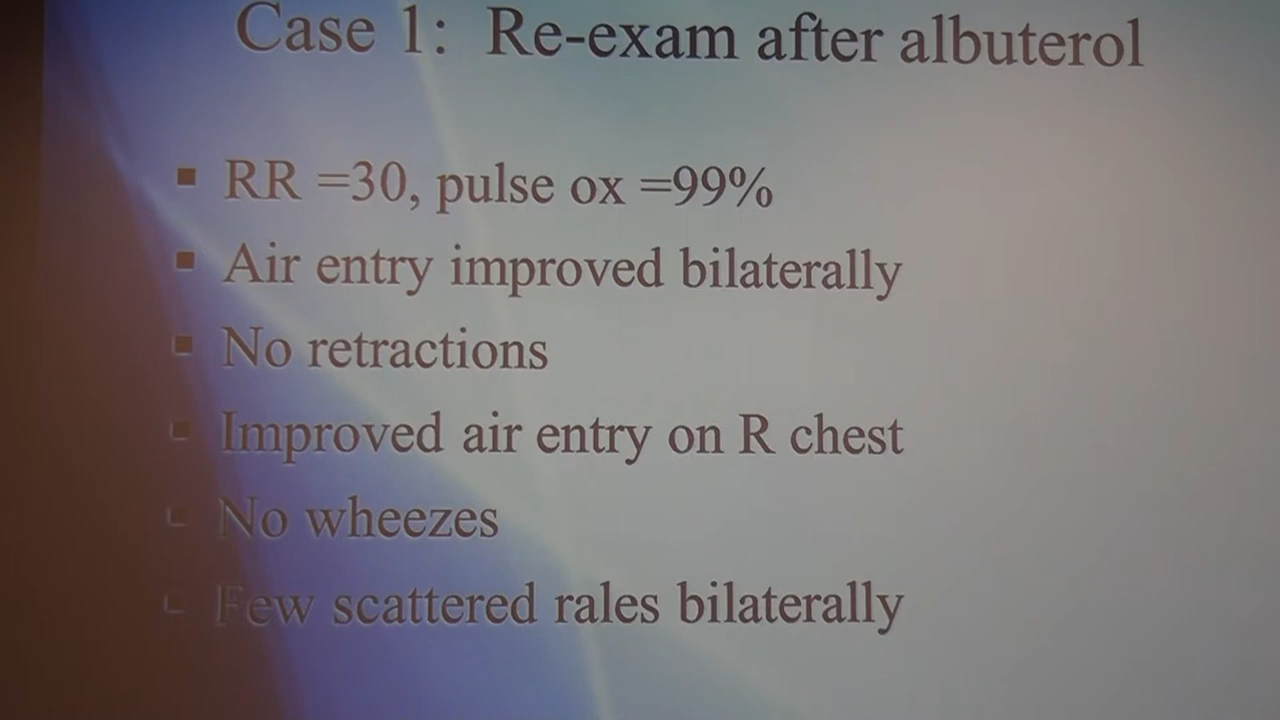 Case 1: Re-exam after albuterol
▪ RR =30, pulse ox =99%
▪ Air entry improved bilaterally
▪ No retractions
▪ Improved air entry on R chest
▪ No wheezes
▪ Few scattered rales bilaterally